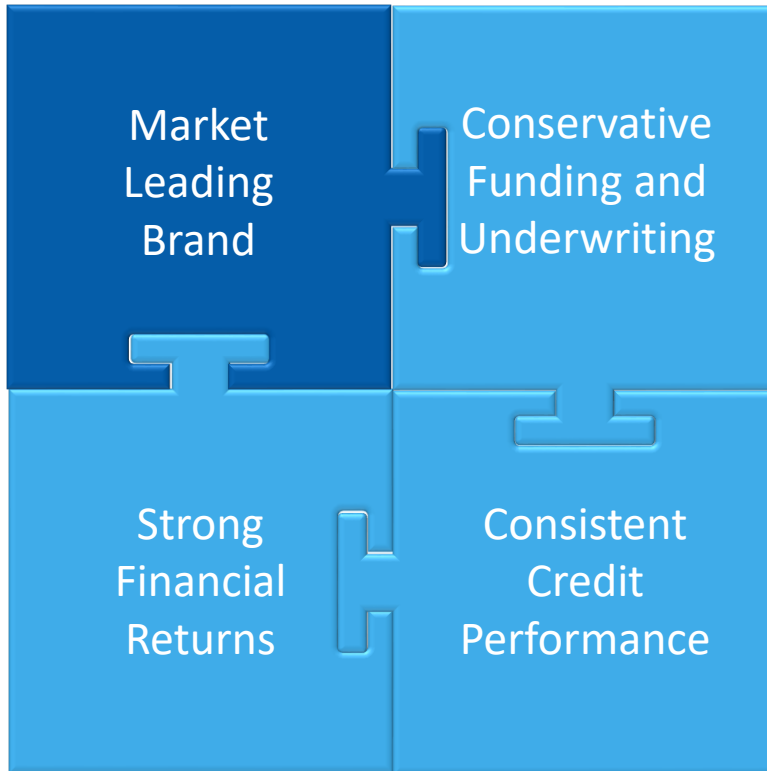 Market
Leading
Brand
Conservative
Funding and
Underwriting
Strong
Financial
Returns
Consistent
Credit
Performance